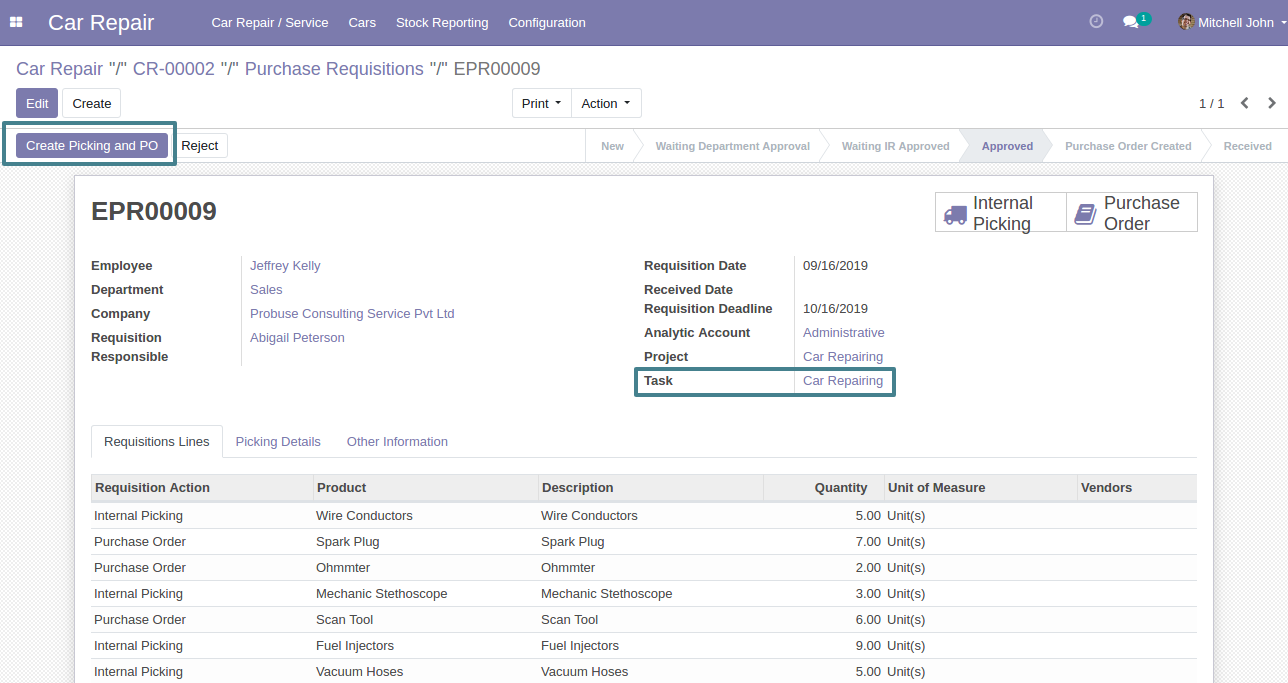 Car Repair Car Repair / Service Cars Stock Reporting Configuration 1 Mitchell John
Car Repair "/" CR-00002 "/" Purchase Requisitions "/" EPR00009
Edit Create Print Action 1 / 1
Create Picking and PO Reject New Waiting Department Approval Waiting IR Approved Approved Purchase Order Created Received
EPR00009
Internal Picking
Purchase Order
Employee Jeffrey Kelly
Department Sales
Company Probuse Consulting Service Pvt Ltd
Requisition Responsible Abigail Peterson
Requisition Date 09/16/2019
Received Date
Requisition Deadline 10/16/2019
Analytic Account Administrative
Project Car Repairing
Task Car Repairing
Requisitions Lines Picking Details Other Information
Requisition Action Product Description Quantity Unit of Measure Vendors
Internal Picking Wire Conductors Wire Conductors 5.00 Unit(s)
Purchase Order Spark Plug Spark Plug 7.00 Unit(s)
Purchase Order Ohmmter Ohmmter 2.00 Unit(s)
Internal Picking Mechanic Stethoscope Mechanic Stethoscope 3.00 Unit(s)
Purchase Order Scan Tool Scan Tool 6.00 Unit(s)
Internal Picking Fuel Injectors Fuel Injectors 9.00 Unit(s)
Internal Picking Vacuum Hoses Vacuum Hoses 5.00 Unit(s)